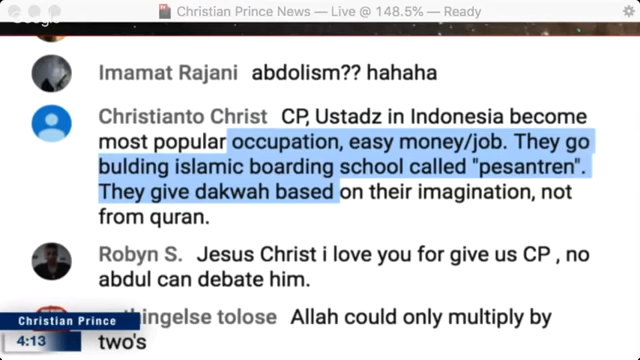 Christian Prince News — Live @ 148.5% — Ready
Imamat Rajani abdolism?? hahaha
Christianto Christ CP, Ustadz in Indonesia become
most popular occupation, easy money/job. They go
bulding islamic boarding school called "pesantren".
They give dakwah based on their imagination, not
from quran.
Robyn S. Jesus Christ i love you for give us CP , no
abdul can debate him.
tolose Allah could only multiply by
Christian Prince
4:13 two's